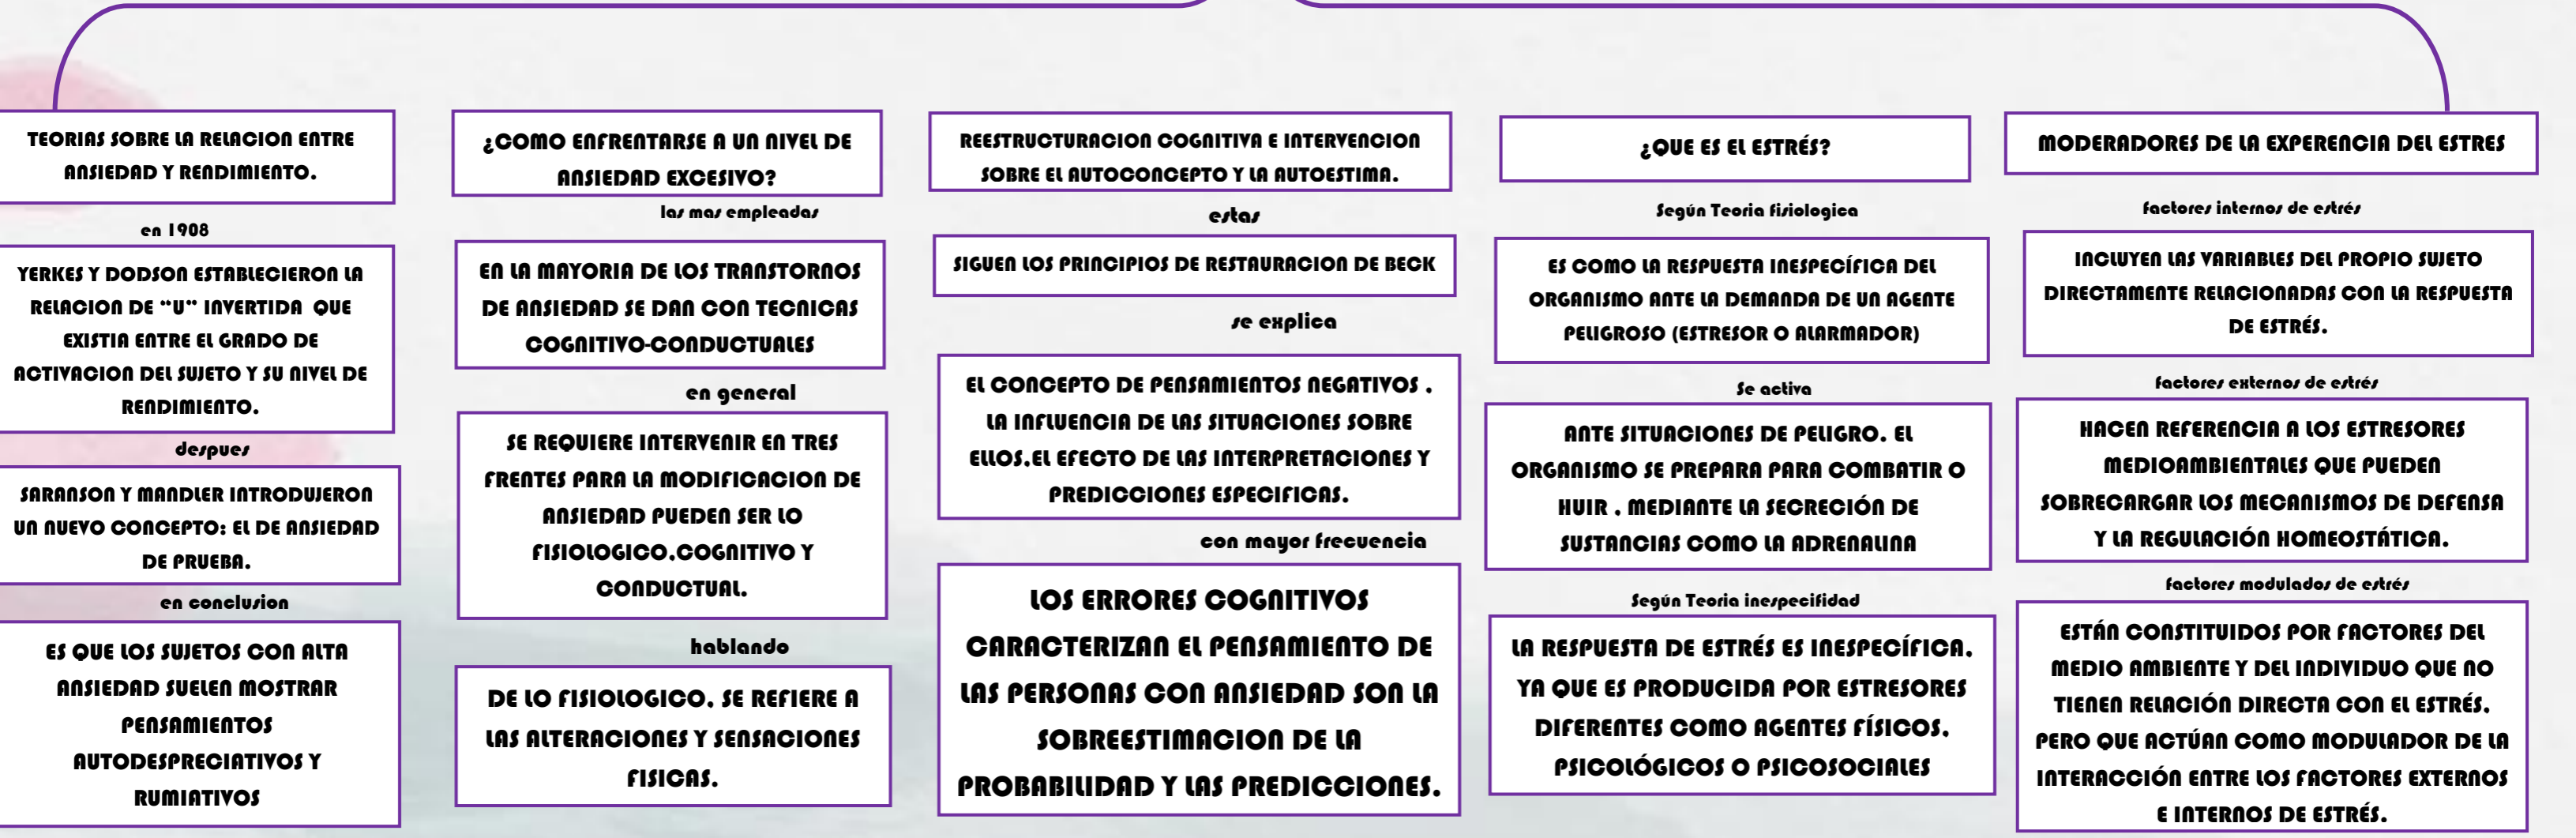 TEORIAS SOBRE LA RELACION ENTRE
ANSIEDAD Y RENDIMIENTO.
en 1908
YERKES Y DODSON ESTABLECIERON LA
RELACION DE “U” INVERTIDA QUE
EXISTIA ENTRE EL GRADO DE
ACTIVACION DEL SUJETO Y SU NIVEL DE
RENDIMIENTO.
despues
SARANSON Y MANDLER INTRODUJERON
UN NUEVO CONCEPTO: EL DE ANSIEDAD
DE PRUEBA.
en conclusion
ES QUE LOS SUJETOS CON ALTA
ANSIEDAD SUELEN MOSTRAR
PENSAMIENTOS
AUTODESPRECIATIVOS Y
RUMIATIVOS
¿COMO ENFRENTARSE A UN NIVEL DE
ANSIEDAD EXCESIVO?
las mas empleadas
EN LA MAYORIA DE LOS TRANSTORNOS
DE ANSIEDAD SE DAN CON TECNICAS
COGNITIVO-CONDUCTUALES
en general
SE REQUIERE INTERVENIR EN TRES
FRENTES PARA LA MODIFICACION DE
ANSIEDAD PUEDEN SER LO
FISIOLOGICO,COGNITIVO Y
CONDUCTUAL.
hablando
DE LO FISIOLOGICO, SE REFIERE A
LAS ALTERACIONES Y SENSACIONES
FISICAS.
REESTRUCTURACION COGNITIVA E INTERVENCION
SOBRE EL AUTOCONCEPTO Y LA AUTOESTIMA.
estas
SIGUEN LOS PRINCIPIOS DE RESTAURACION DE BECK
se explica
EL CONCEPTO DE PENSAMIENTOS NEGATIVOS ,
LA INFLUENCIA DE LAS SITUACIONES SOBRE
ELLOS,EL EFECTO DE LAS INTERPRETACIONES Y
PREDICCIONES ESPECIFICAS.
con mayor frecuencia
LOS ERRORES COGNITIVOS
CARACTERIZAN EL PENSAMIENTO DE
LAS PERSONAS CON ANSIEDAD SON LA
SOBREESTIMACION DE LA
PROBABILIDAD Y LAS PREDICCIONES.
¿QUE ES EL ESTRÉS?
Según Teoria fisiologica
ES COMO LA RESPUESTA INESPECÍFICA DEL
ORGANISMO ANTE LA DEMANDA DE UN AGENTE
PELIGROSO (ESTRESOR O ALARMADOR)
Se activa
ANTE SITUACIONES DE PELIGRO, EL
ORGANISMO SE PREPARA PARA COMBATIR O
HUIR , MEDIANTE LA SECRECIÓN DE
SUSTANCIAS COMO LA ADRENALINA
Según Teoria inespecifidad
LA RESPUESTA DE ESTRÉS ES INESPECÍFICA,
YA QUE ES PRODUCIDA POR ESTRESORES
DIFERENTES COMO AGENTES FÍSICOS,
PSICOLÓGICOS O PSICOSOCIALES
MODERADORES DE LA EXPERENCIA DEL ESTRES
factores internos de estrés
INCLUYEN LAS VARIABLES DEL PROPIO SUJETO
DIRECTAMENTE RELACIONADAS CON LA RESPUESTA
DE ESTRÉS.
factores externos de estrés
HACEN REFERENCIA A LOS ESTRESORES
MEDIOAMBIENTALES QUE PUEDEN
SOBRECARGAR LOS MECANISMOS DE DEFENSA
Y LA REGULACIÓN HOMEOSTÁTICA.
factores modulados de estrés
ESTÁN CONSTITUIDOS POR FACTORES DEL
MEDIO AMBIENTE Y DEL INDIVIDUO QUE NO
TIENEN RELACIÓN DIRECTA CON EL ESTRÉS,
PERO QUE ACTÚAN COMO MODULADOR DE LA
INTERACCIÓN ENTRE LOS FACTORES EXTERNOS
E INTERNOS DE ESTRÉS.